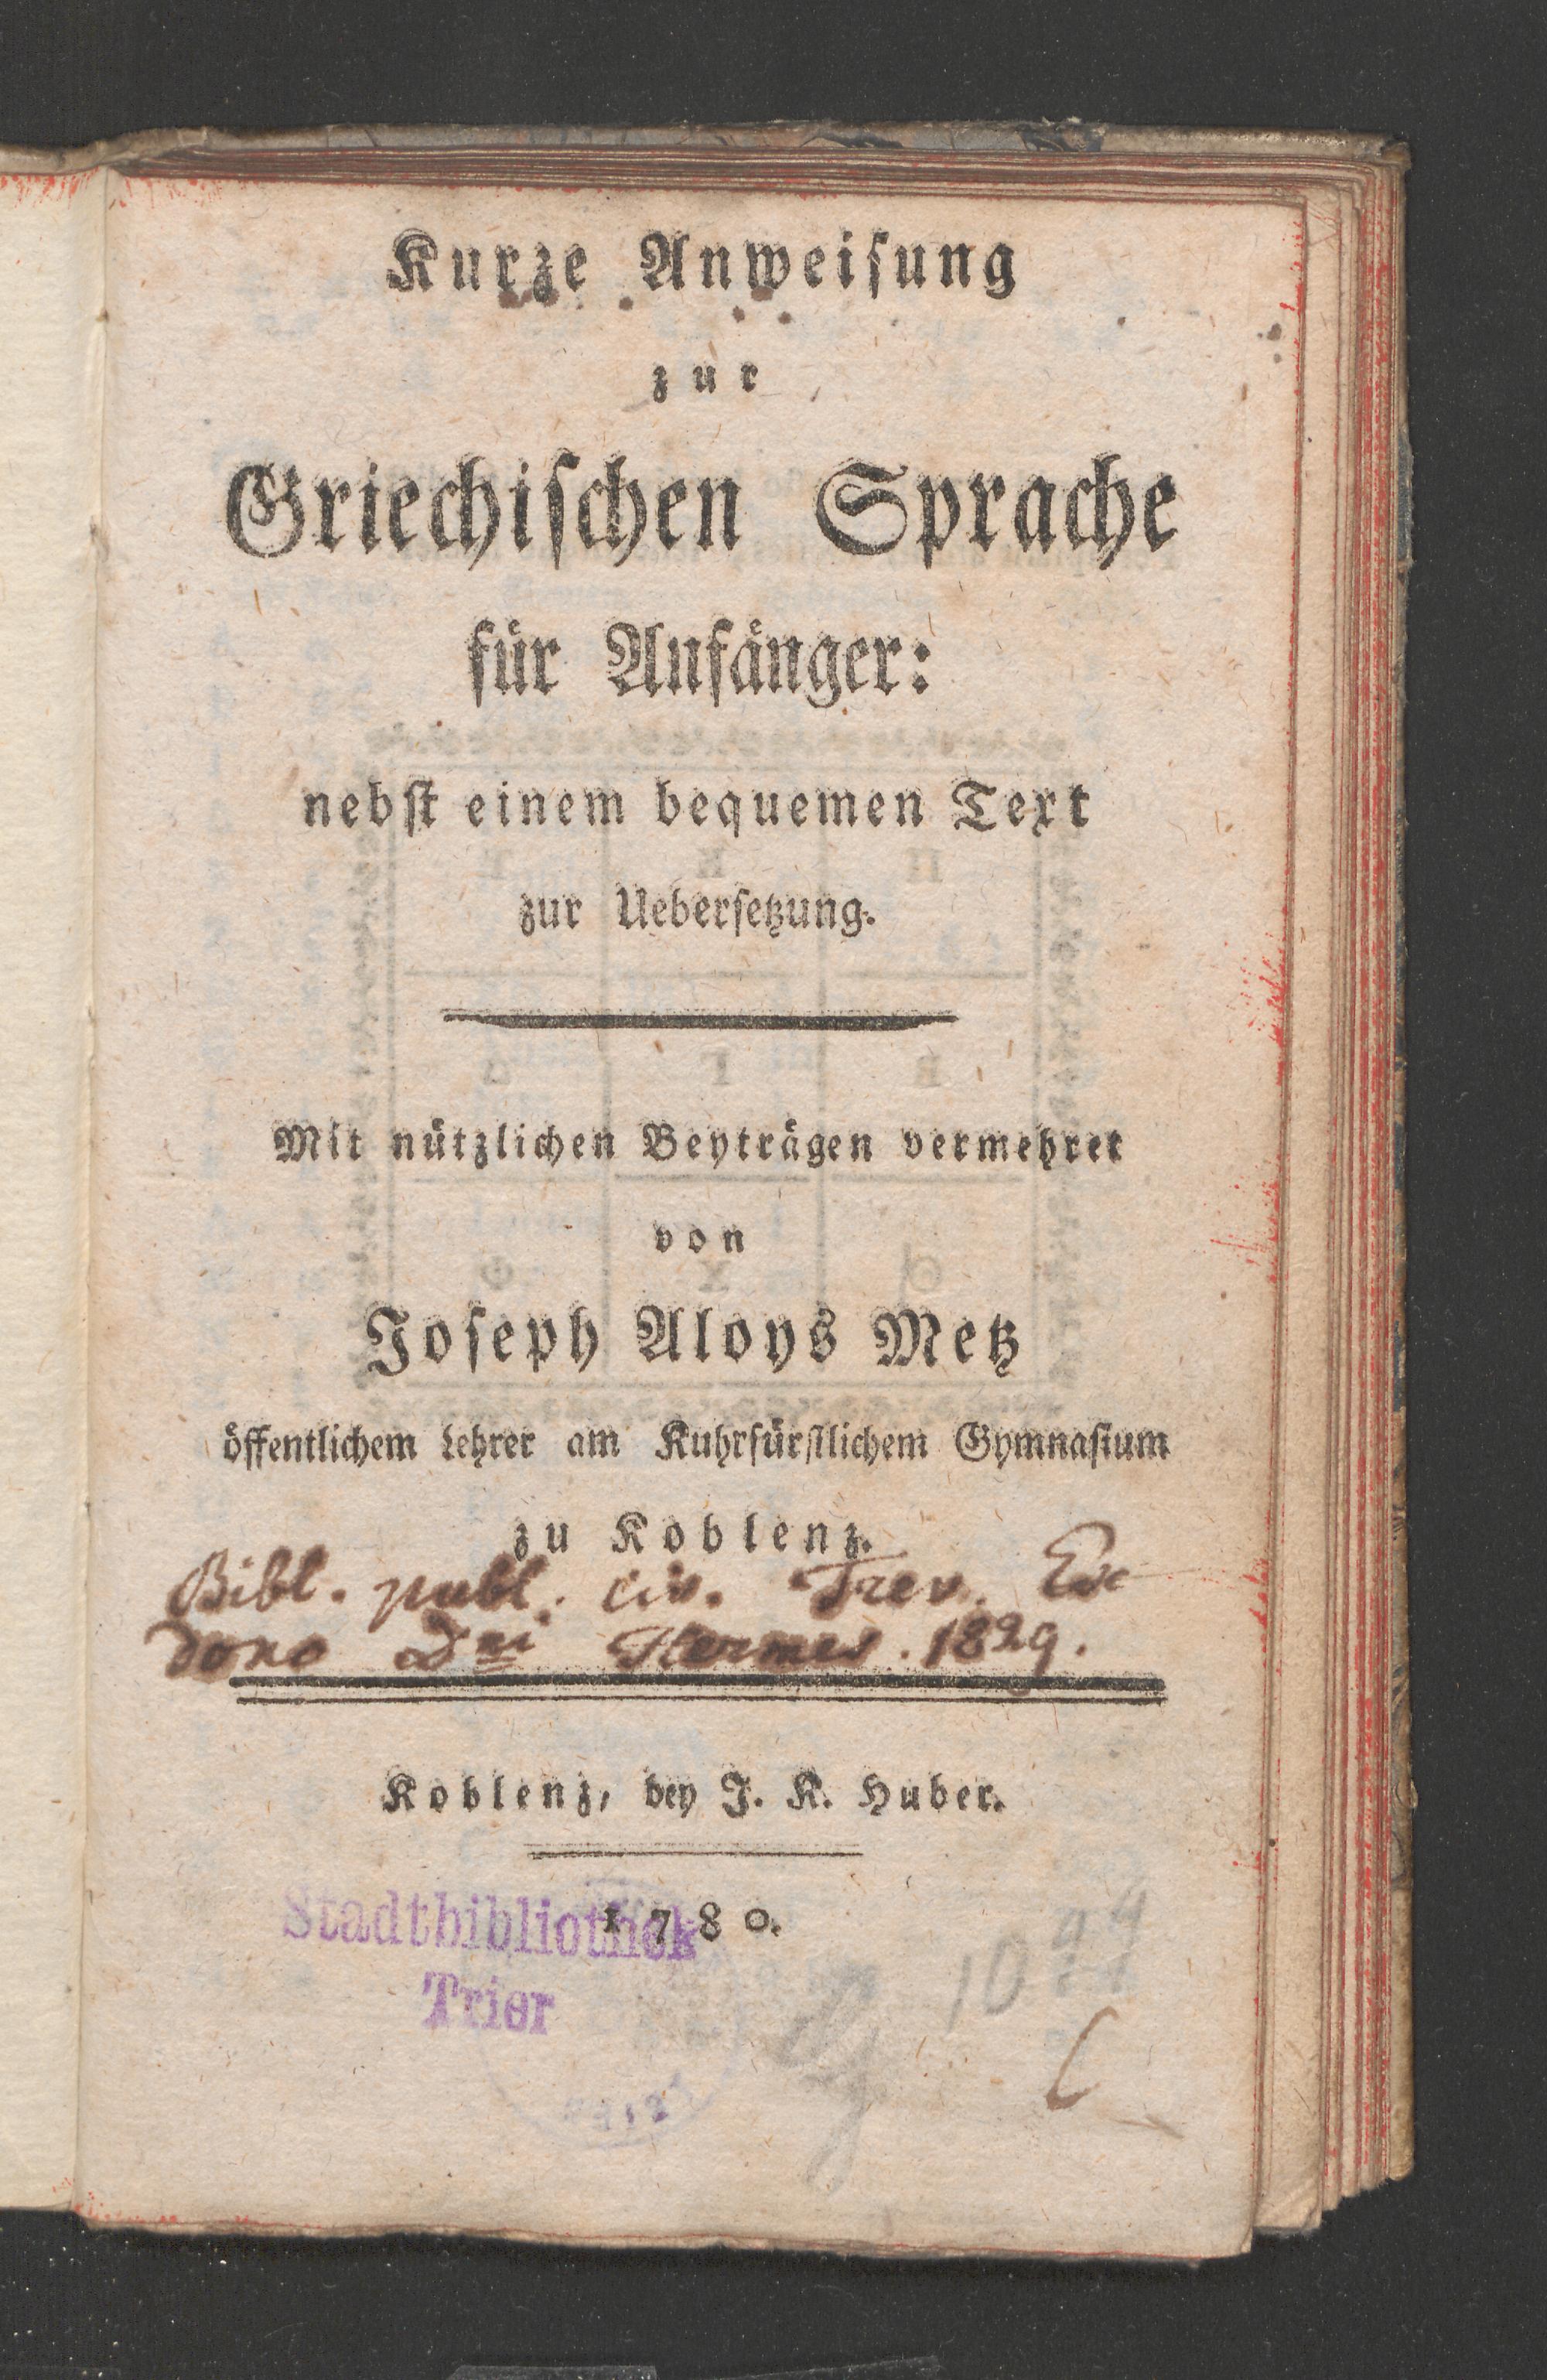 Kurze Anweisung
zur
Griechischen Sprache
für Anfänger:
nebst einem bequemen Text
zur Uebersetzung.
Mit nützlichen Beyträgen vermehret
von
Joseph Aloys Metz
öffentlichem Lehrer am Kuhrfürstlichem Gymnasium
zu Koblenz.
Bibl. publ. civ. Trev. Ex
dono Dni Hermes. 1829.
Koblenz, bey J. K. Huber.
1780.
Stadtbibliothek
Trier